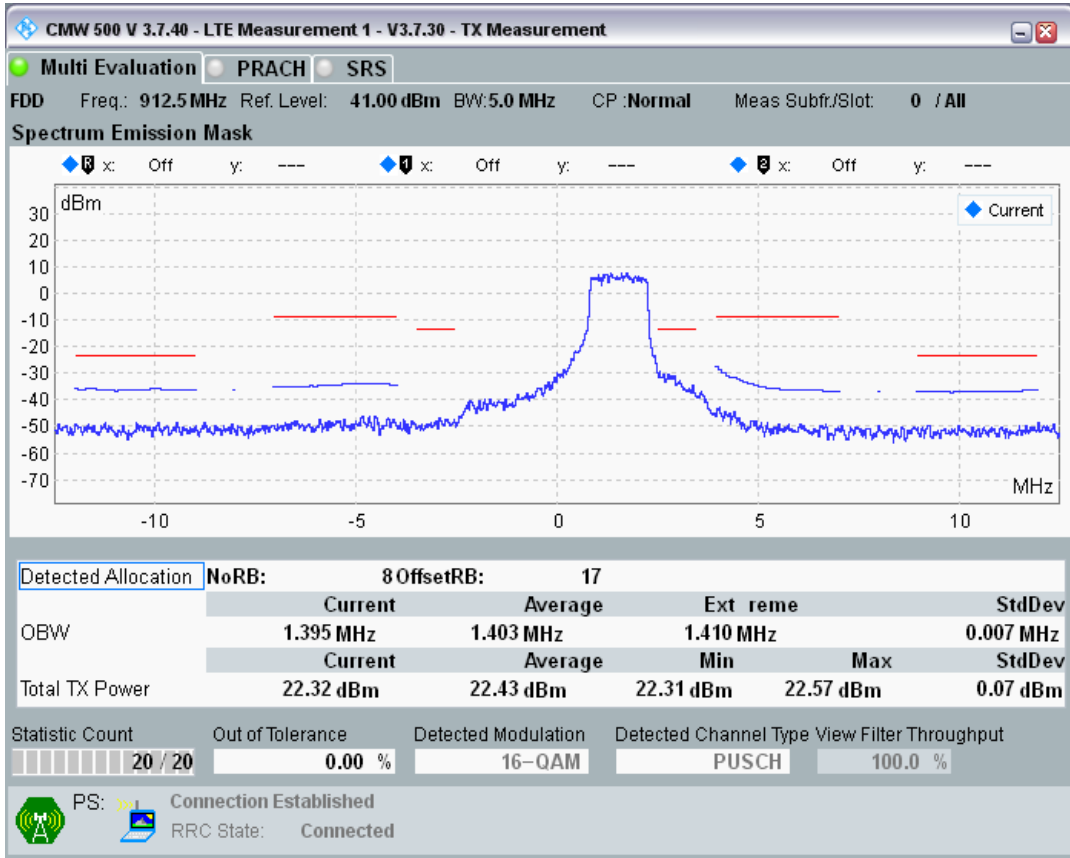 CMW 500 V 3.7.40 - LTE Measurement 1 - V3.7.30 - TX Measurement
Multi Evaluation PRACH SRS
FDD Freq.: 912.5 MHz Ref. Level: 41.00 dBm BW:5.0 MHz CP :Normal Meas Subfr./Slot: 0 / All
Spectrum Emission Mask
R x: Off y: --- 1 x: Off y: --- 2 x: Off y: ---
dBm
Current
30
20
10
0
-10
-20
-30
-40
-50
-60
-70
MHz
-10 -5 0 5 10
Detected Allocation NoRB: 8 OffsetRB: 17
Current Average Ext reme StdDev
OBW 1.395 MHz 1.403 MHz 1.410 MHz 0.007 MHz
Current Average Min Max StdDev
Total TX Power 22.32 dBm 22.43 dBm 22.31 dBm 22.57 dBm 0.07 dBm
Statistic Count Out of Tolerance Detected Modulation Detected Channel Type View Filter Throughput
20 / 20 0.00 % 16-QAM PUSCH 100.0 %
PS: Connection Established
RRC State: Connected